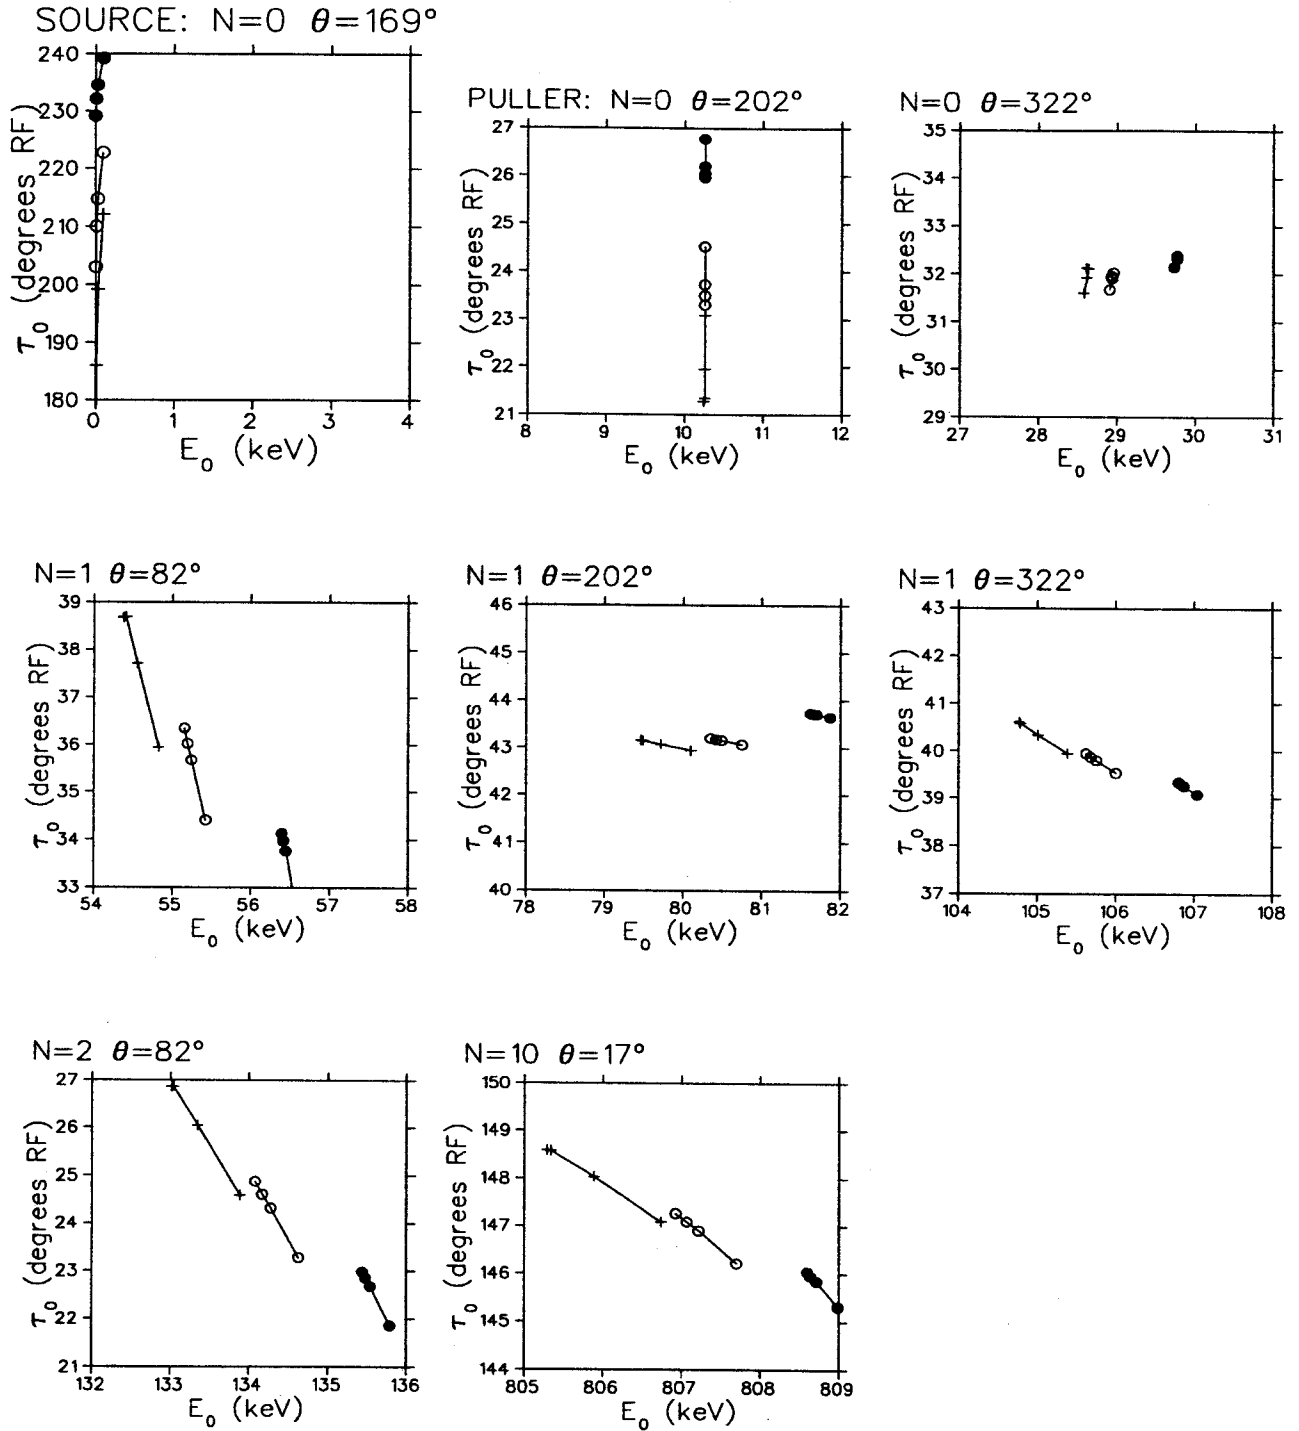 SOURCE: N=0 θ=169°
240
230
220
210
200
190
180
τ₀ (degrees RF)
0 1 2 3 4
E₀ (keV)
PULLER: N=0 θ=202°
27
26
25
24
23
22
21
τ₀ (degrees RF)
8 9 10 11 12
E₀ (keV)
N=0 θ=322°
35
34
33
32
31
30
29
τ₀ (degrees RF)
27 28 29 30 31
E₀ (keV)
N=1 θ=82°
39
38
37
36
35
34
33
τ₀ (degrees RF)
54 55 56 57 58
E₀ (keV)
N=1 θ=202°
46
45
44
43
42
41
40
τ₀ (degrees RF)
78 79 80 81 82
E₀ (keV)
N=1 θ=322°
43
42
41
40
39
38
37
τ₀ (degrees RF)
104 105 106 107 108
E₀ (keV)
N=2 θ=82°
27
26
25
24
23
22
21
τ₀ (degrees RF)
132 133 134 135 136
E₀ (keV)
N=10 θ=17°
150
149
148
147
146
145
144
τ₀ (degrees RF)
805 806 807 808 809
E₀ (keV)